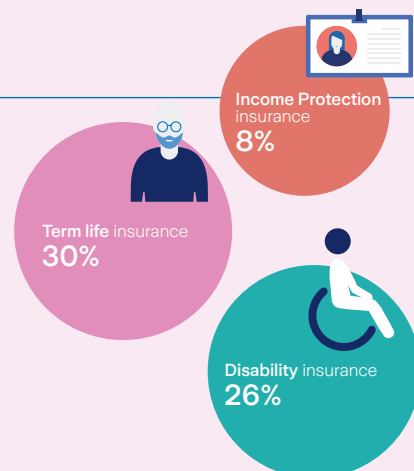 Income Protection
insurance
8%
Term life insurance
30%
Disability insurance
26%